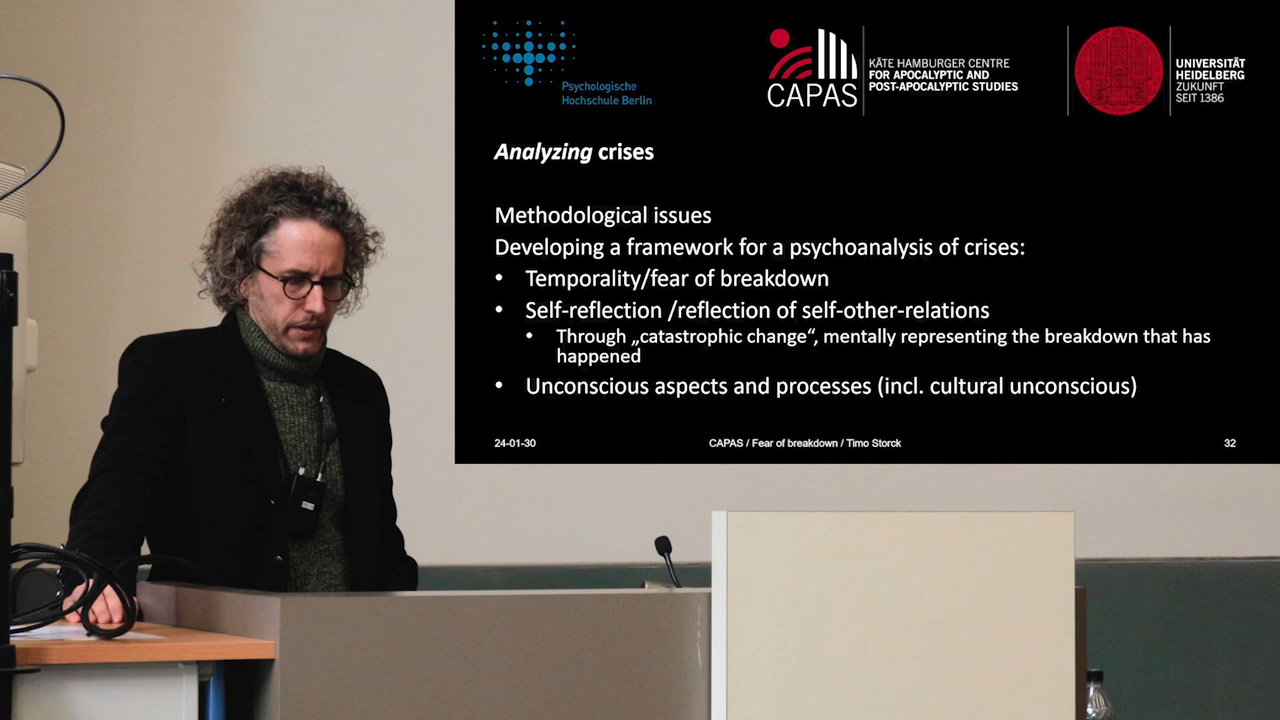 Psychologische
Hochschule Berlin
CAPAS
KÄTE HAMBURGER CENTRE
FOR APOCALYPTIC AND
POST-APOCALYPTIC STUDIES
UNIVERSITÄT
HEIDELBERG
ZUKUNFT
SEIT 1386
Analyzing crises
Methodological issues
Developing a framework for a psychoanalysis of crises:
• Temporality/fear of breakdown
• Self-reflection /reflection of self-other-relations
• Through „catastrophic change“, mentally representing the breakdown that has
happened
• Unconscious aspects and processes (incl. cultural unconscious)
24-01-30
CAPAS / Fear of breakdown / Timo Storck
32